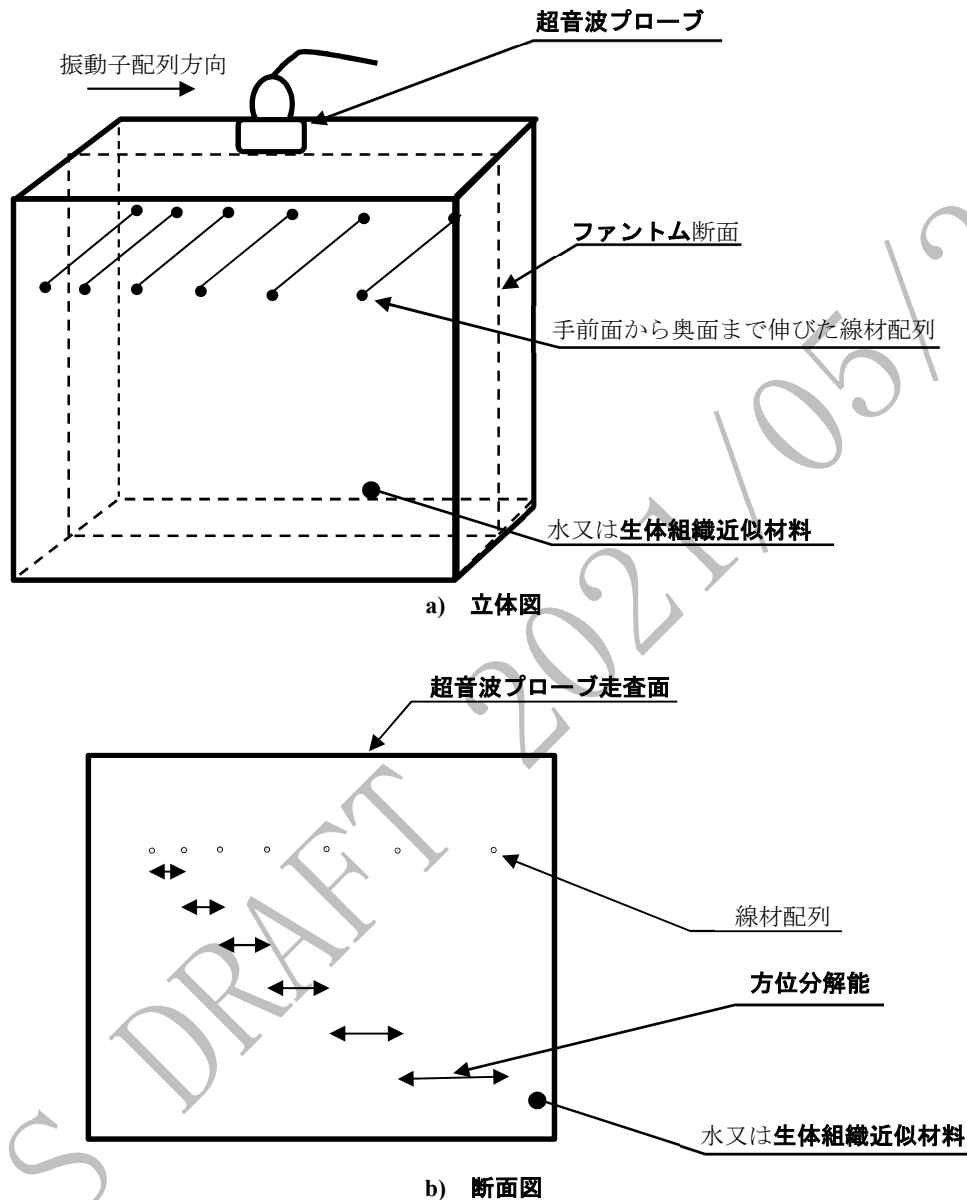 超音波プローブ
振動子配列方向
ファントム断面
手前面から奥面まで伸びた線材配列
水又は生体組織近似材料
a) 立体図
超音波プローブ走査面
線材配列
方位分解能
水又は生体組織近似材料
b) 断面図
S DRAFT 2021/05/2